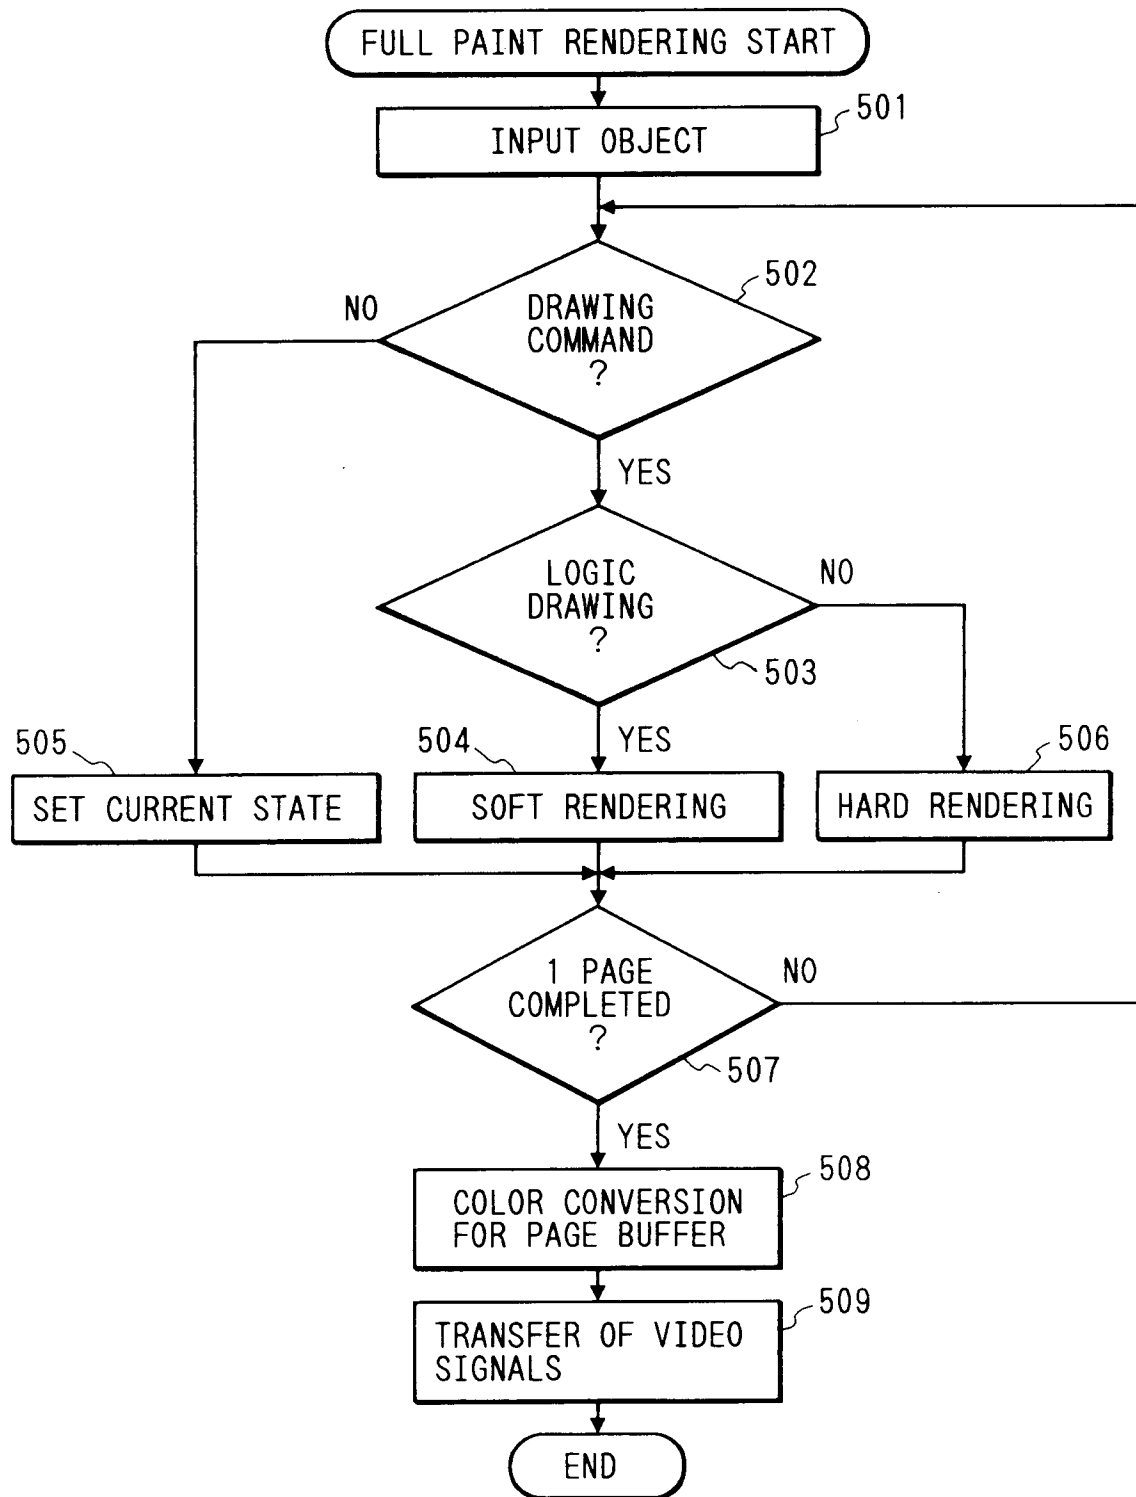 FULL PAINT RENDERING START
501
INPUT OBJECT
502
NO
DRAWING
COMMAND
?
YES
LOGIC
DRAWING
?
NO
503
YES
505
504
506
SET CURRENT STATE
SOFT RENDERING
HARD RENDERING
1 PAGE
COMPLETED
?
NO
507
YES
508
COLOR CONVERSION
FOR PAGE BUFFER
509
TRANSFER OF VIDEO
SIGNALS
END